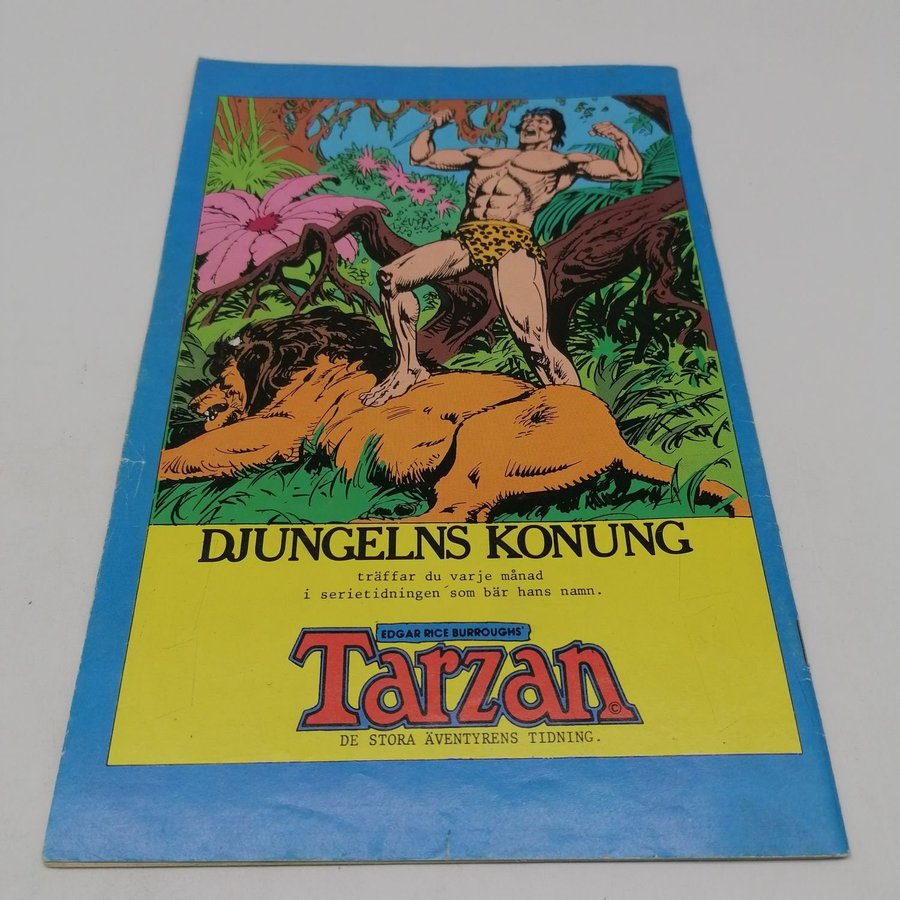 DJUNGELNS KONUNG
träffar du varje månad
i serietidningen som bär hans namn.
EDGAR RICE BURROUGHS'
Tarzan ©
DE STORA ÄVENTYRENS TIDNING.